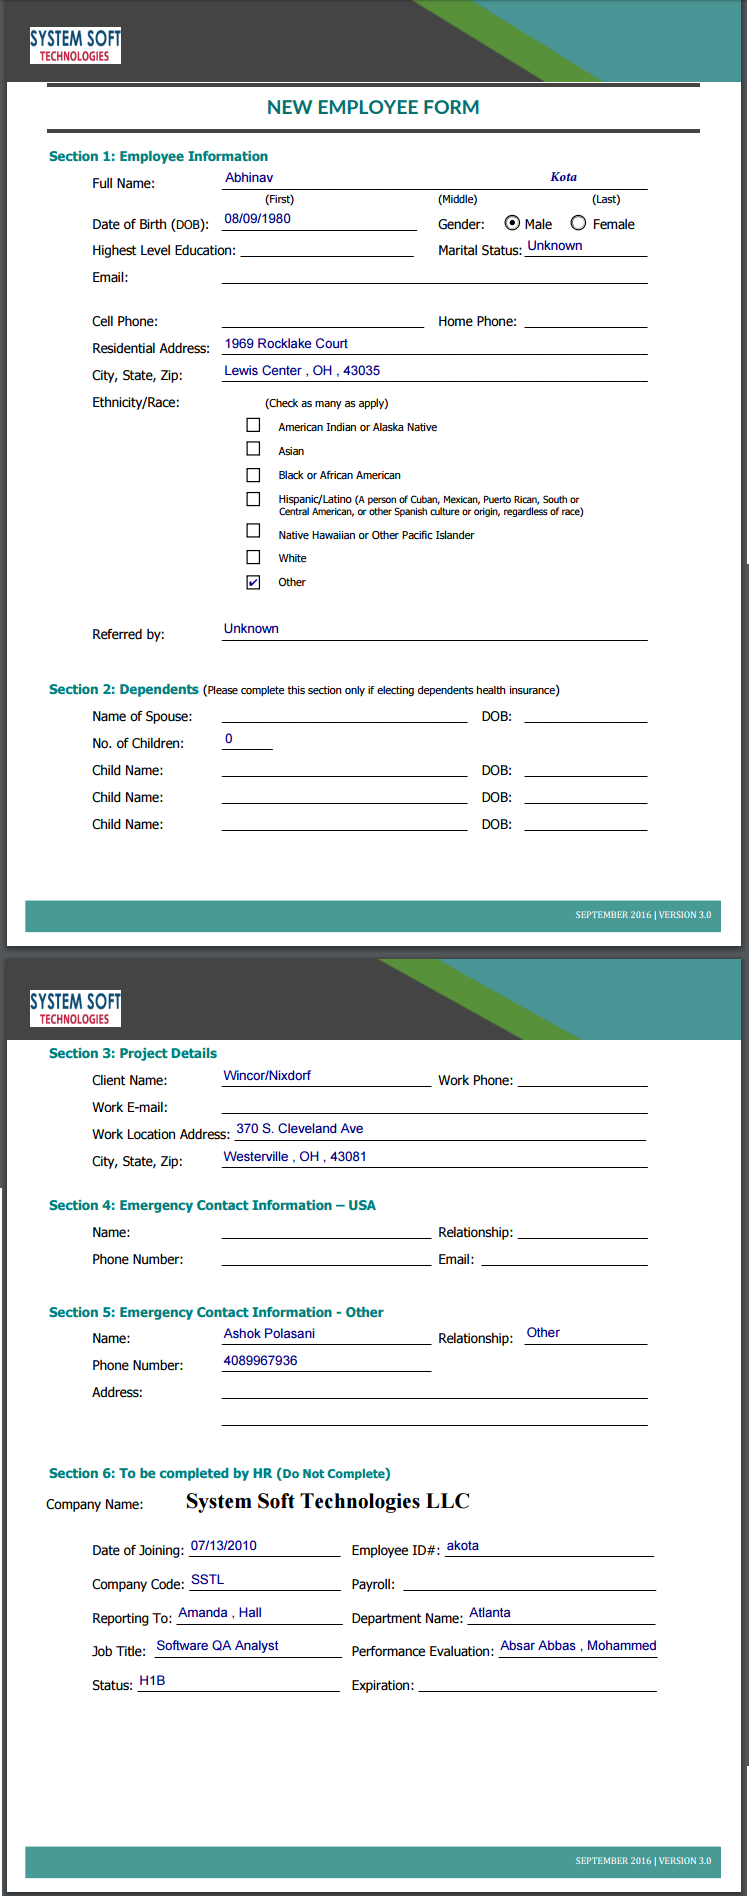 SYSTEM SOFT
TECHNOLOGIES
NEW EMPLOYEE FORM
Section 1: Employee Information
Full Name: Abhinav Kota
(First) (Middle) (Last)
Date of Birth (DOB): 08/09/1980 Gender: Male Female
Highest Level Education: Marital Status: Unknown
Email:
Cell Phone: Home Phone:
Residential Address: 1969 Rocklake Court
City, State, Zip: Lewis Center , OH , 43035
Ethnicity/Race: (Check as many as apply)
American Indian or Alaska Native
Asian
Black or African American
Hispanic/Latino (A person of Cuban, Mexican, Puerto Rican, South or
Central American, or other Spanish culture or origin, regardless of race)
Native Hawaiian or Other Pacific Islander
White
✔ Other
Referred by: Unknown
Section 2: Dependents (Please complete this section only if electing dependents health insurance)
Name of Spouse: DOB:
No. of Children: 0
Child Name: DOB:
Child Name: DOB:
Child Name: DOB:
SEPTEMBER 2016 | VERSION 3.0
SYSTEM SOFT
TECHNOLOGIES
Section 3: Project Details
Client Name: Wincor/Nixdorf Work Phone:
Work E-mail:
Work Location Address: 370 S. Cleveland Ave
City, State, Zip: Westerville , OH , 43081
Section 4: Emergency Contact Information – USA
Name: Relationship:
Phone Number: Email:
Section 5: Emergency Contact Information - Other
Name: Ashok Polasani Relationship: Other
Phone Number: 4089967936
Address:
Section 6: To be completed by HR (Do Not Complete)
Company Name: System Soft Technologies LLC
Date of Joining: 07/13/2010 Employee ID#: akota
Company Code: SSTL Payroll:
Reporting To: Amanda , Hall Department Name: Atlanta
Job Title: Software QA Analyst Performance Evaluation: Absar Abbas , Mohammed
Status: H1B Expiration:
SEPTEMBER 2016 | VERSION 3.0